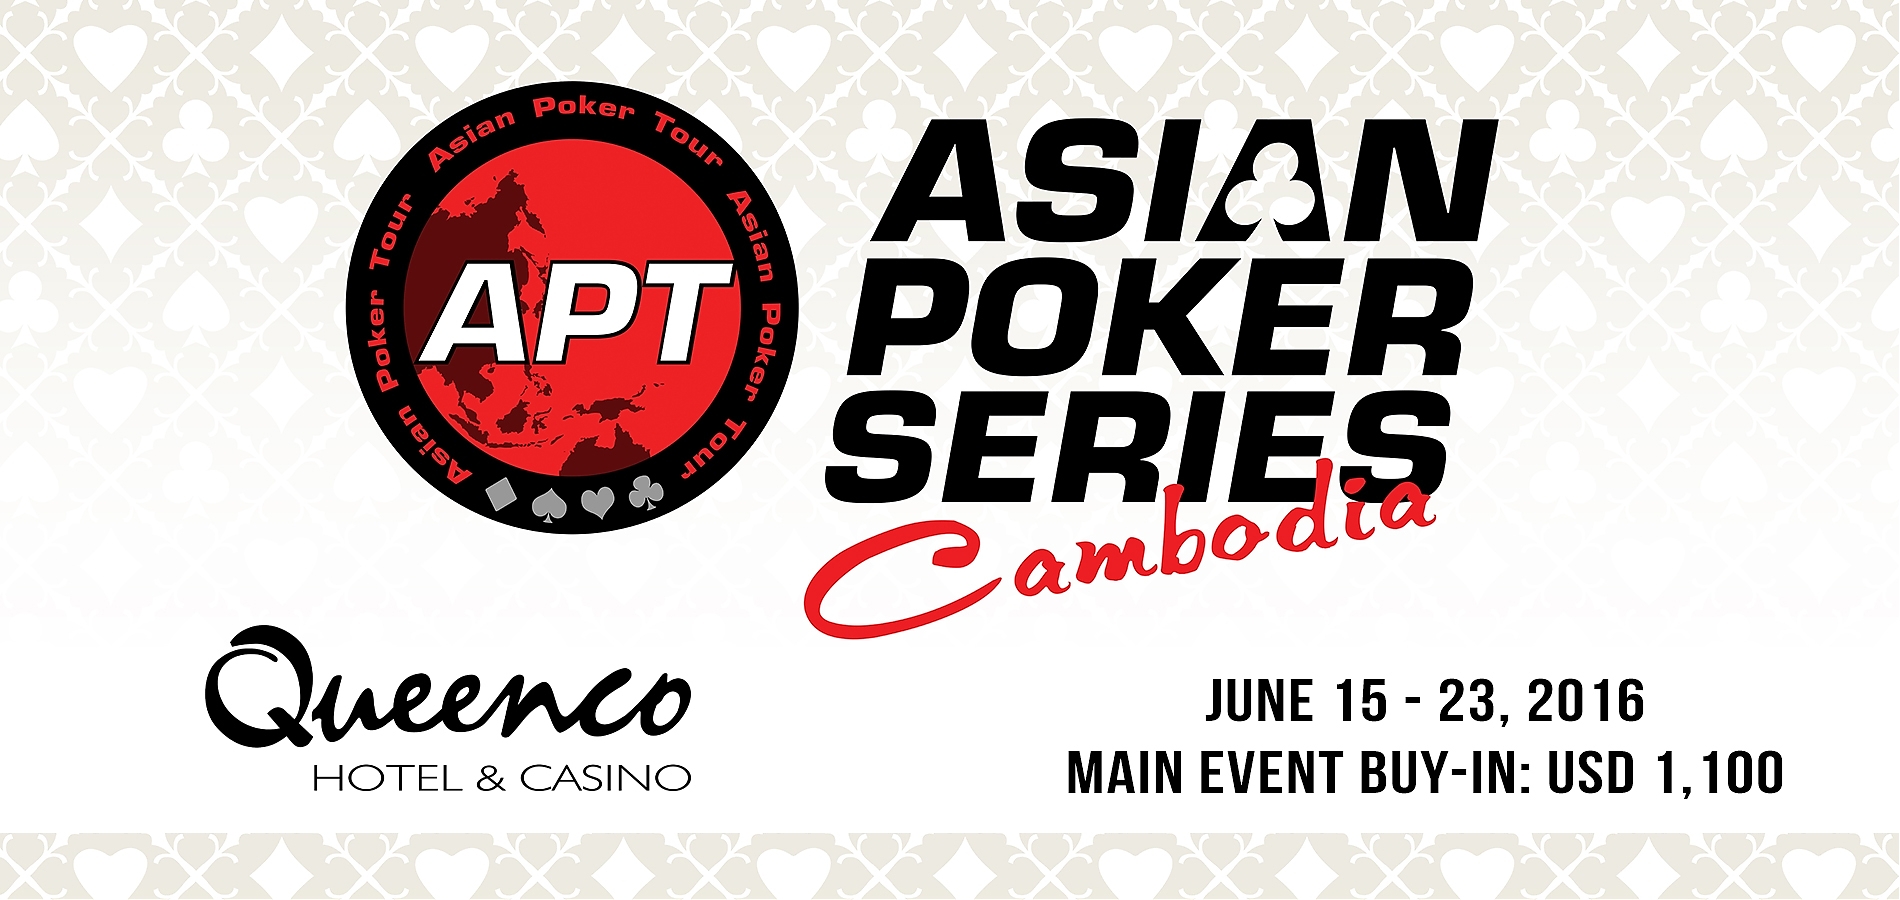 Asian Poker Tour Asian Poker Tour Asian Poker Tour
APT
ASIAN
POKER
SERIES
Cambodia
Queenco
HOTEL & CASINO
JUNE 15 - 23, 2016
MAIN EVENT BUY-IN: USD 1,100